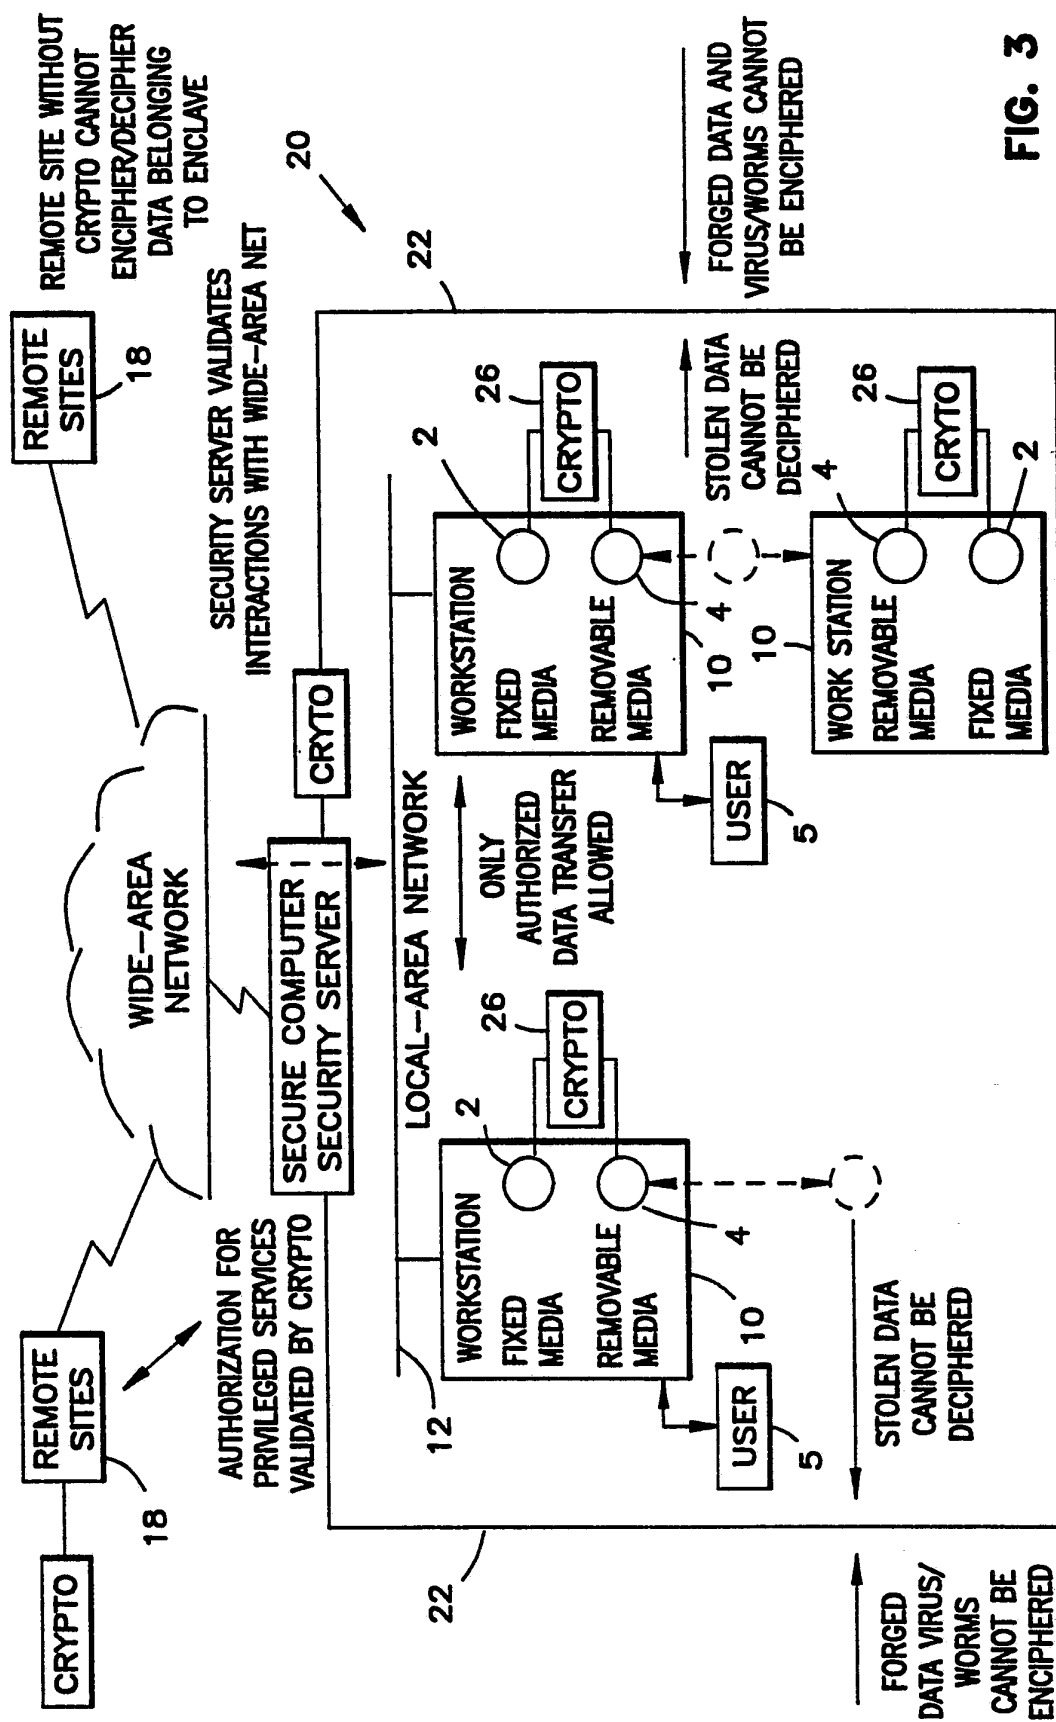 CRYPTO
REMOTE
SITES
18
WIDE-AREA
NETWORK
REMOTE
SITES
18
REMOTE SITE WITHOUT
CRYPTO CANNOT
ENCIPHER/DECIPHER
DATA BELONGING
TO ENCLAVE
AUTHORIZATION FOR
PRIVILEGED SERVICES
VALIDATED BY CRYPTO
SECURE COMPUTER
SECURITY SERVER
CRYTO
SECURITY SERVER VALIDATES
INTERACTIONS WITH WIDE-AREA NET
20
22
22
12
LOCAL-AREA NETWORK
WORKSTATION
FIXED
MEDIA
REMOVABLE
MEDIA
2
4
26
CRYPTO
10
USER
5
ONLY
AUTHORIZED
DATA TRANSFER
ALLOWED
WORKSTATION
FIXED
MEDIA
REMOVABLE
MEDIA
2
4
26
CRYPTO
10
USER
5
STOLEN DATA
CANNOT BE
DECIPHERED
FORGED DATA AND
VIRUS/WORMS CANNOT
BE ENCIPHERED
10
WORK STATION
REMOVABLE
MEDIA
FIXED
MEDIA
4
2
26
CRYTO
STOLEN DATA
CANNOT BE
DECIPHERED
FORGED
DATA VIRUS/
WORMS
CANNOT BE
ENCIPHERED
FIG. 3